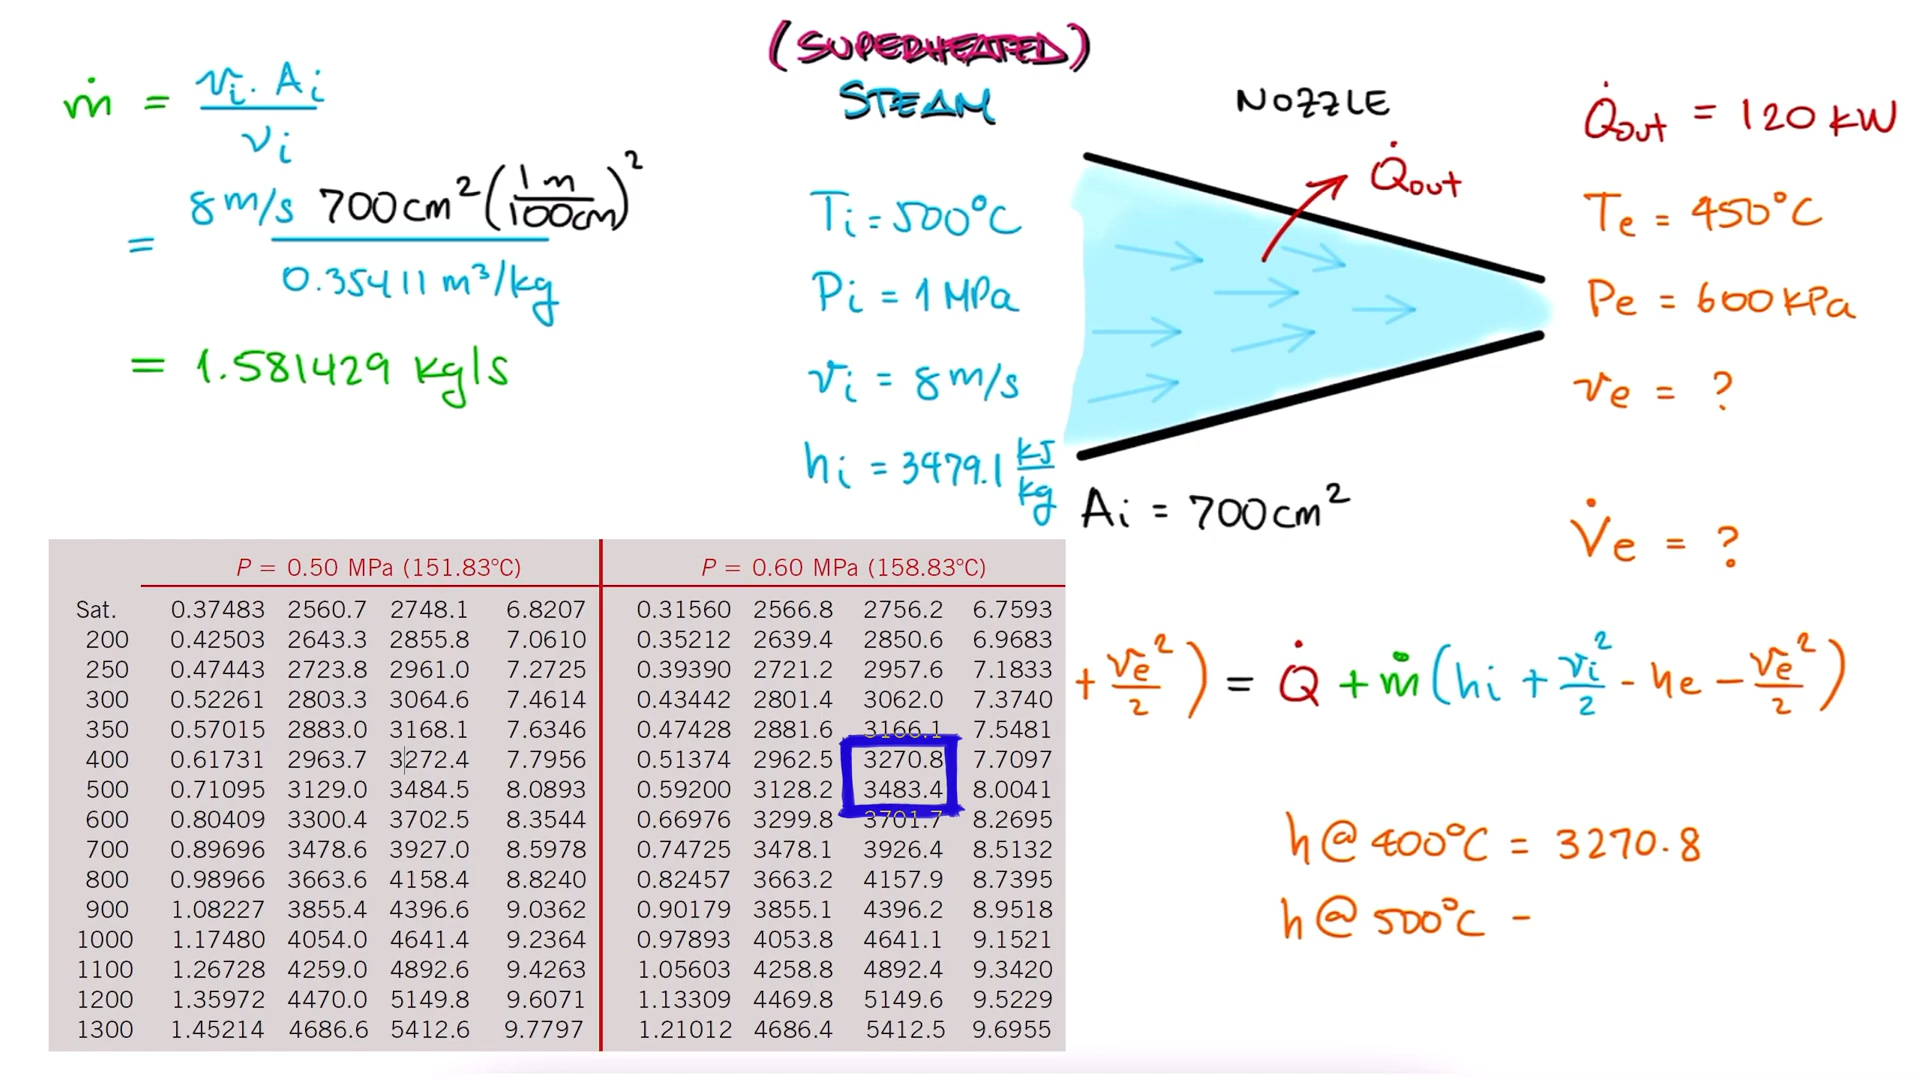 (SUPERHEATED)
STEAM
NOZZLE
ṁ = vi · Ai / νi
= 8 m/s 700 cm² (1 m / 100 cm)² / 0.35411 m³/kg
= 1.581429 kg/s
Ti = 500°C
Pi = 1 MPa
vi = 8 m/s
hi = 3479.1 kJ/kg
Q̇out
Ai = 700 cm²
Q̇out = 120 kW
Te = 450°C
Pe = 600 kPa
ve = ?
V̇e = ?
+ ve²/2) = Q̇ + ṁ(hi + vi²/2 - he - ve²/2)
h@400°C = 3270.8
h@500°C -
P = 0.50 MPa (151.83°C) P = 0.60 MPa (158.83°C)
Sat. 0.37483 2560.7 2748.1 6.8207 0.31560 2566.8 2756.2 6.7593
200 0.42503 2643.3 2855.8 7.0610 0.35212 2639.4 2850.6 6.9683
250 0.47443 2723.8 2961.0 7.2725 0.39390 2721.2 2957.6 7.1833
300 0.52261 2803.3 3064.6 7.4614 0.43442 2801.4 3062.0 7.3740
350 0.57015 2883.0 3168.1 7.6346 0.47428 2881.6 3166.1 7.5481
400 0.61731 2963.7 3272.4 7.7956 0.51374 2962.5 3270.8 7.7097
500 0.71095 3129.0 3484.5 8.0893 0.59200 3128.2 3483.4 8.0041
600 0.80409 3300.4 3702.5 8.3544 0.66976 3299.8 3701.7 8.2695
700 0.89696 3478.6 3927.0 8.5978 0.74725 3478.1 3926.4 8.5132
800 0.98966 3663.6 4158.4 8.8240 0.82457 3663.2 4157.9 8.7395
900 1.08227 3855.4 4396.6 9.0362 0.90179 3855.1 4396.2 8.9518
1000 1.17480 4054.0 4641.4 9.2364 0.97893 4053.8 4641.1 9.1521
1100 1.26728 4259.0 4892.6 9.4263 1.05603 4258.8 4892.4 9.3420
1200 1.35972 4470.0 5149.8 9.6071 1.13309 4469.8 5149.6 9.5229
1300 1.45214 4686.6 5412.6 9.7797 1.21012 4686.4 5412.5 9.6955